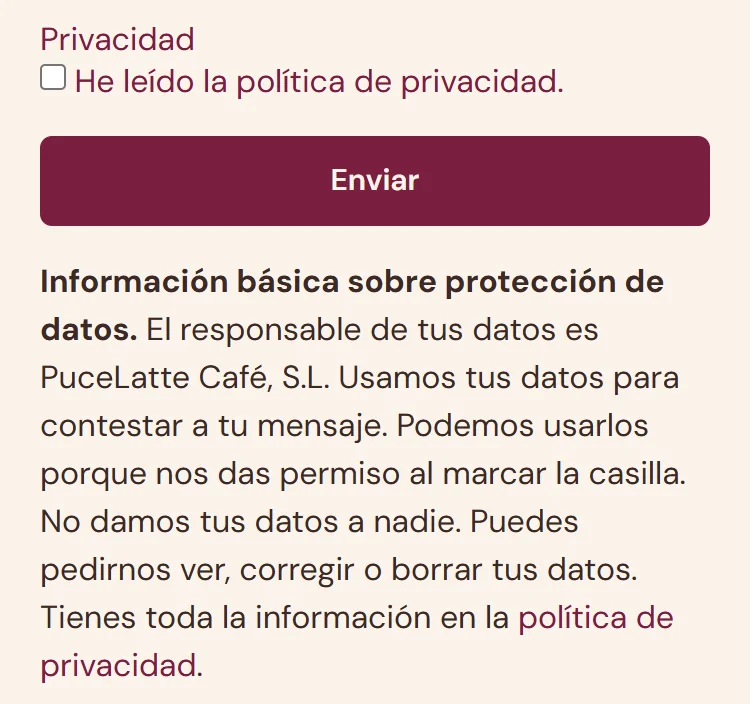 Privacidad
He leído la política de privacidad.
Enviar
Información básica sobre protección de
datos. El responsable de tus datos es
PuceLatte Café, S.L. Usamos tus datos para
contestar a tu mensaje. Podemos usarlos
porque nos das permiso al marcar la casilla.
No damos tus datos a nadie. Puedes
pedirnos ver, corregir o borrar tus datos.
Tienes toda la información en la política de
privacidad.